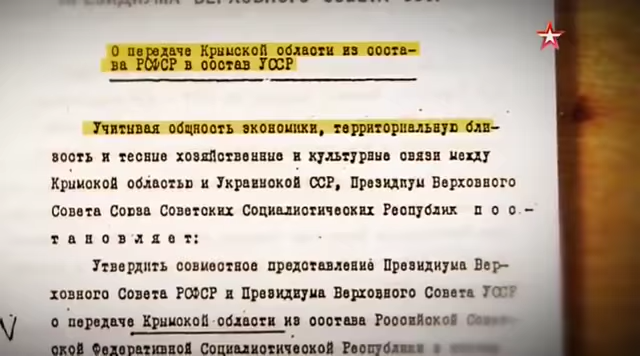 О передаче Крымской области из соста-
ва РСФСР в состав УССР
Учитывая общность экономики, территориальную бли-
зость и тесные хозяйственные и культурные связи между
Крымской областью и Украинской ССР, Президиум Верховного
Совета Союза Советских Социалистических Республик п о с -
т а н о в л я е т:
Утвердить совместное представление Президиума Вер-
ховного Совета РСФСР и Президиума Верховного Совета УССР
о передаче Крымской области из состава Российской
ской Федеративной Социалистической Республики в